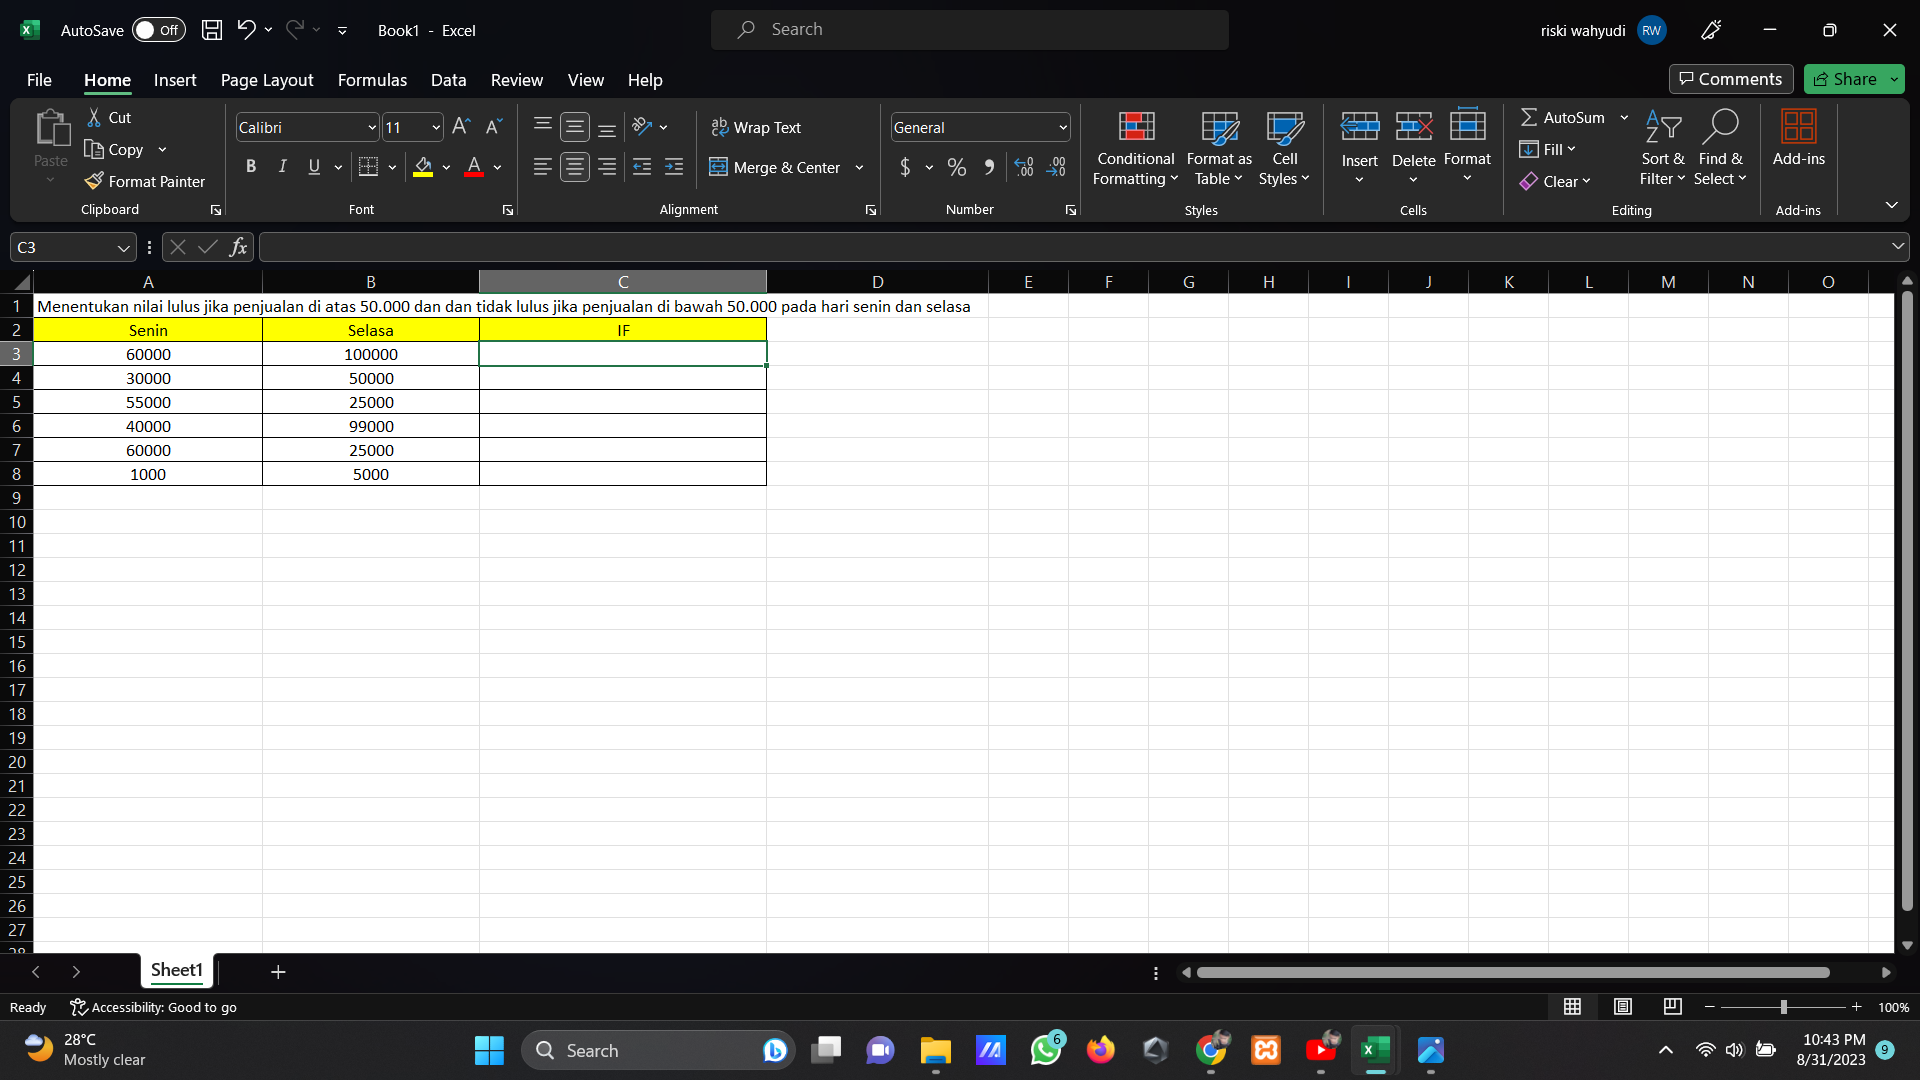 AutoSave Off Book1 - Excel Search riski wahyudi RW
File Home Insert Page Layout Formulas Data Review View Help Comments Share
Paste Cut Copy Format Painter Clipboard
Calibri 11 B I U A Font
Wrap Text Merge & Center Alignment
General $ % Number
Conditional Formatting Format as Table Cell Styles Styles
Insert Delete Format Cells
AutoSum Fill Clear Sort & Filter Find & Select Editing
Add-ins Add-ins
C3 fx
A B C D E F G H I J K L M N O
1 Menentukan nilai lulus jika penjualan di atas 50.000 dan dan tidak lulus jika penjualan di bawah 50.000 pada hari senin dan selasa
2 Senin Selasa IF
3 60000 100000
4 30000 50000
5 55000 25000
6 40000 99000
7 60000 25000
8 1000 5000
9
10
11
12
13
14
15
16
17
18
19
20
21
22
23
24
25
26
27
28
Sheet1
Ready Accessibility: Good to go 100%
28°C Search 6 10:43 PM
Mostly clear 8/31/2023 9